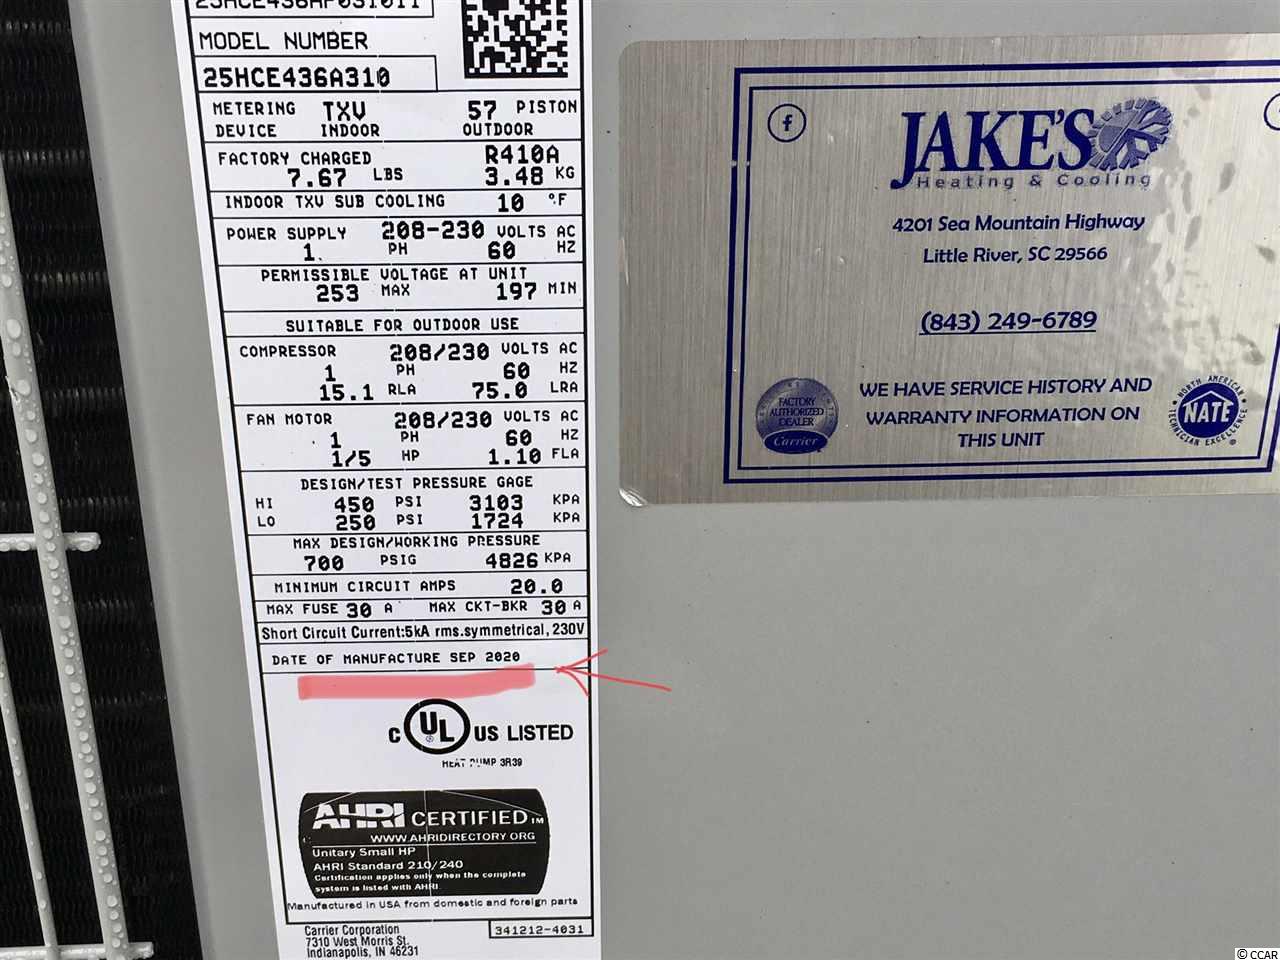 MODEL NUMBER
25HCE436A310
METERING TXV 57 PISTON
DEVICE INDOOR OUTDOOR
FACTORY CHARGED R410A
7.67 LBS 3.48 KG
INDOOR TXV SUB COOLING 10 °F
POWER SUPPLY 208-230 VOLTS AC
1 PH 60 HZ
PERMISSIBLE VOLTAGE AT UNIT
253 MAX 197 MIN
SUITABLE FOR OUTDOOR USE
COMPRESSOR 208/230 VOLTS AC
1 PH 60 HZ
15.1 RLA 75.0 LRA
FAN MOTOR 208/230 VOLTS AC
1 PH 60 HZ
1/5 HP 1.10 FLA
DESIGN/TEST PRESSURE GAGE
HI 450 PSI 3103 KPA
LO 250 PSI 1724 KPA
MAX DESIGN/WORKING PRESSURE
700 PSIG 4826 KPA
MINIMUM CIRCUIT AMPS 20.0
MAX FUSE 30 A MAX CKT-BKR 30 A
Short Circuit Current:5kA rms.symmetrical, 230V
DATE OF MANUFACTURE SEP 2020
C UL US LISTED
HEAT PUMP 3R39
AHRI CERTIFIED TM
WWW.AHRIDIRECTORY.ORG
Unitary Small HP
AHRI Standard 210/240
Certification applies only when the complete
system is listed with AHRI.
Manufactured in USA from domestic and foreign parts
Carrier Corporation
7310 West Morris St.
Indianapolis, IN 46231
341212-4031
f
JAKE'S
Heating & Cooling
4201 Sea Mountain Highway
Little River, SC 29566
(843) 249-6789
WE HAVE SERVICE HISTORY AND
WARRANTY INFORMATION ON
THIS UNIT
FACTORY
AUTHORIZED
DEALER
Carrier
NORTH AMERICAN
NATE
TECHNICIAN EXCELLENCE
© CCAR